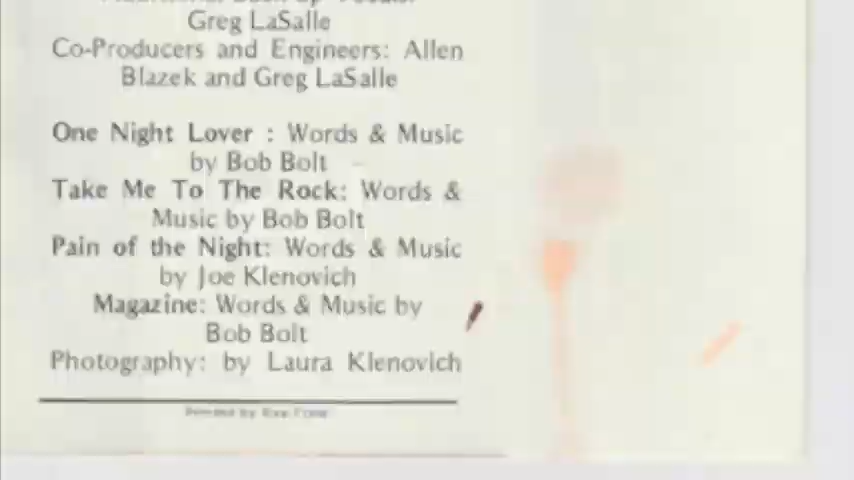 Greg LaSalle
Co-Producers and Engineers: Allen
Blazek and Greg LaSalle
One Night Lover : Words & Music
by Bob Bolt
Take Me To The Rock: Words &
Music by Bob Bolt
Pain of the Night: Words & Music
by Joe Klenovich
Magazine: Words & Music by
Bob Bolt
Photography: by Laura Klenovich